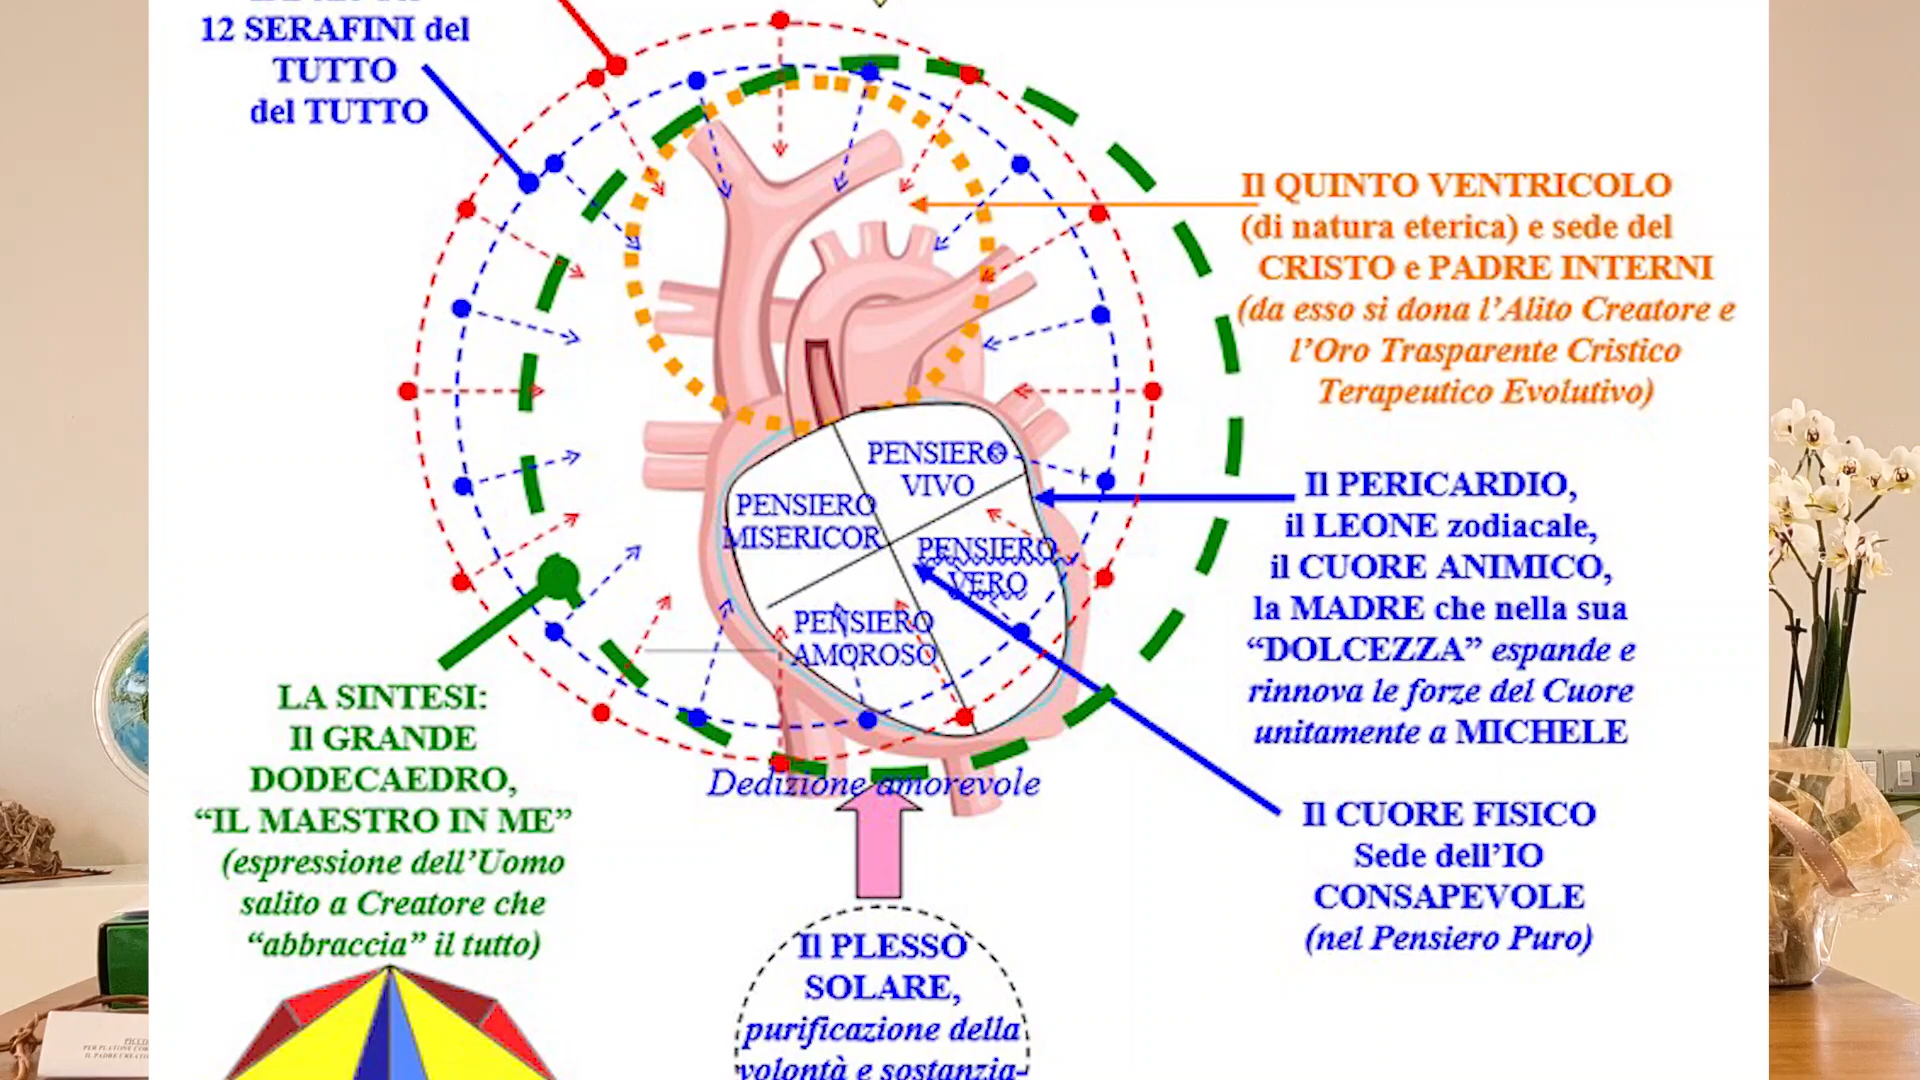 12 SERAFINI del
TUTTO
del TUTTO
Il QUINTO VENTRICOLO
(di natura eterica) e sede del
CRISTO e PADRE INTERNI
(da esso si dona l’Alito Creatore e
l’Oro Trasparente Cristico
Terapeutico Evolutivo)
PENSIERO
VIVO
PENSIERO
MISERICOR
PENSIERO
VERO
PENSIERO
AMOROSO
Il PERICARDIO,
il LEONE zodiacale,
il CUORE ANIMICO,
la MADRE che nella sua
“DOLCEZZA” espande e
rinnova le forze del Cuore
unitamente a MICHELE
LA SINTESI:
Il GRANDE
DODECAEDRO,
“IL MAESTRO IN ME”
(espressione dell’Uomo
salito a Creatore che
“abbraccia” il tutto)
Dedizione amorevole
Il CUORE FISICO
Sede dell’IO
CONSAPEVOLE
(nel Pensiero Puro)
Il PLESSO
SOLARE,
purificazione della
volontà e sostanzia-